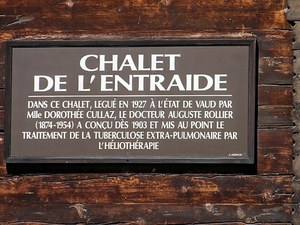 CHALET
DE L'ENTRAIDE
DANS CE CHALET, LEGUÉ EN 1927 À L'ÉTAT DE VAUD PAR
Mlle DOROTHÉE CULLAZ, LE DOCTEUR AUGUSTE ROLLIER
(1874-1954) A CONÇU DÈS 1903 ET MIS AU POINT LE
TRAITEMENT DE LA TUBERCULOSE EXTRA-PULMONAIRE PAR
L'HÉLIOTHÉRAPIE